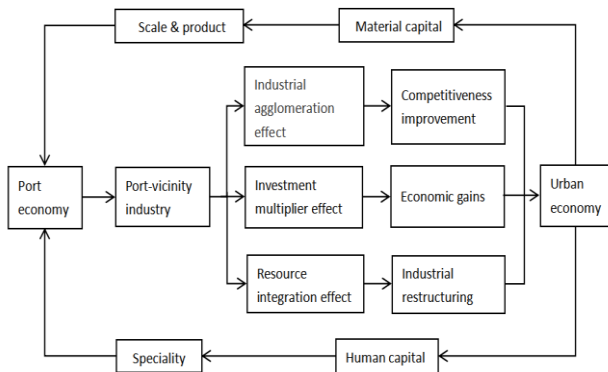 Scale & product
Material capital
Industrial
agglomeration
effect
Competitiveness
improvement
Port
economy
Port-vicinity
industry
Investment
multiplier effect
Economic gains
Urban
economy
Resource
integration effect
Industrial
restructuring
Speciality
Human capital